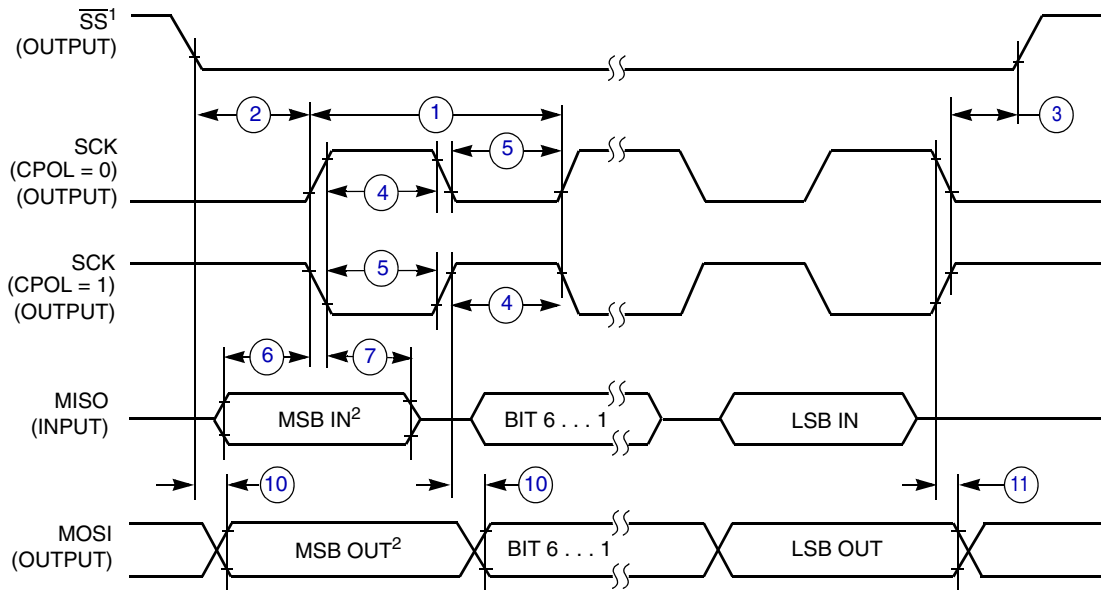 SS¹
(OUTPUT)
2
1
3
SCK
(CPOL = 0)
(OUTPUT)
5
4
SCK
(CPOL = 1)
(OUTPUT)
5
4
6
7
MISO
(INPUT)
MSB IN²
BIT 6 . . . 1
LSB IN
10
10
11
MOSI
(OUTPUT)
MSB OUT²
BIT 6 . . . 1
LSB OUT